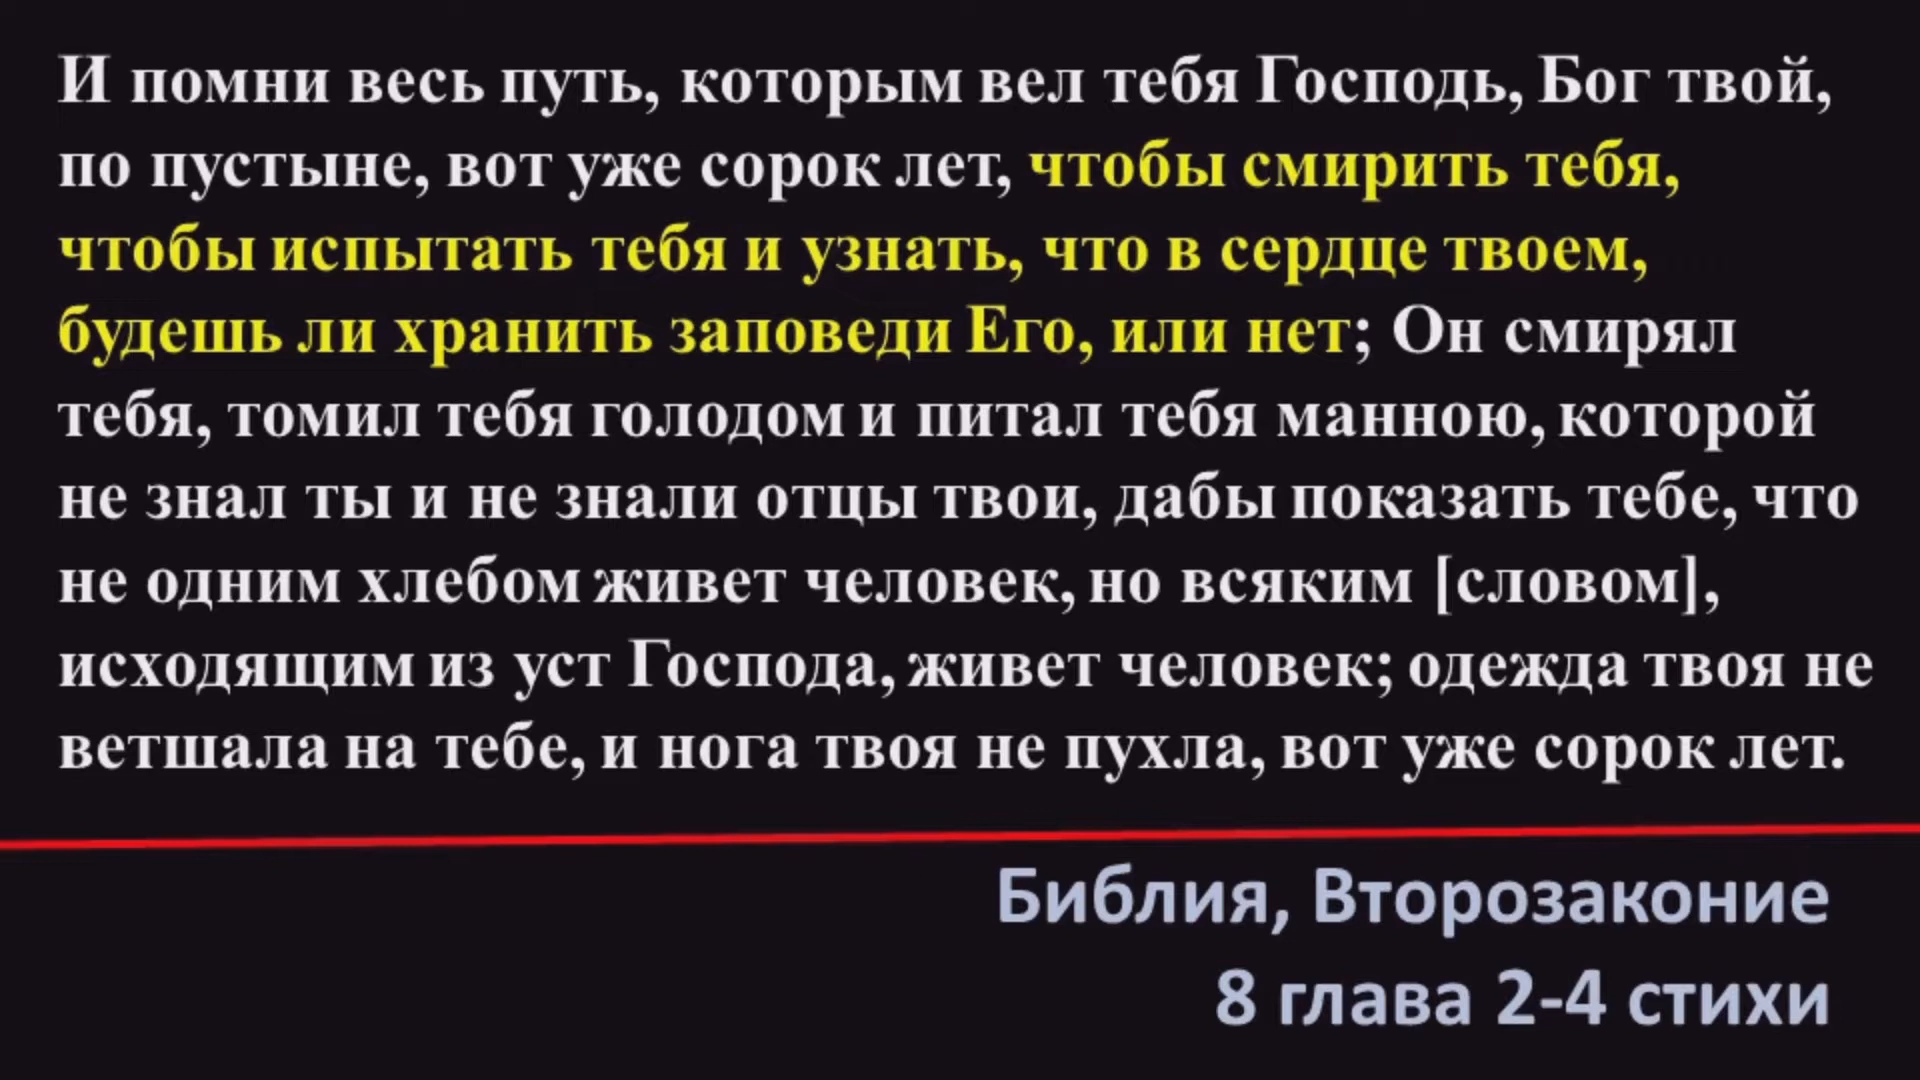 И помни весь путь, которым вел тебя Господь, Бог твой,
по пустыне, вот уже сорок лет, чтобы смирить тебя,
чтобы испытать тебя и узнать, что в сердце твоем,
будешь ли хранить заповеди Его, или нет; Он смирял
тебя, томил тебя голодом и питал тебя манною, которой
не знал ты и не знали отцы твои, дабы показать тебе, что
не одним хлебом живет человек, но всяким [словом],
исходящим из уст Господа, живет человек; одежда твоя не
ветшала на тебе, и нога твоя не пухла, вот уже сорок лет.
Библия, Второзаконие
8 глава 2-4 стихи